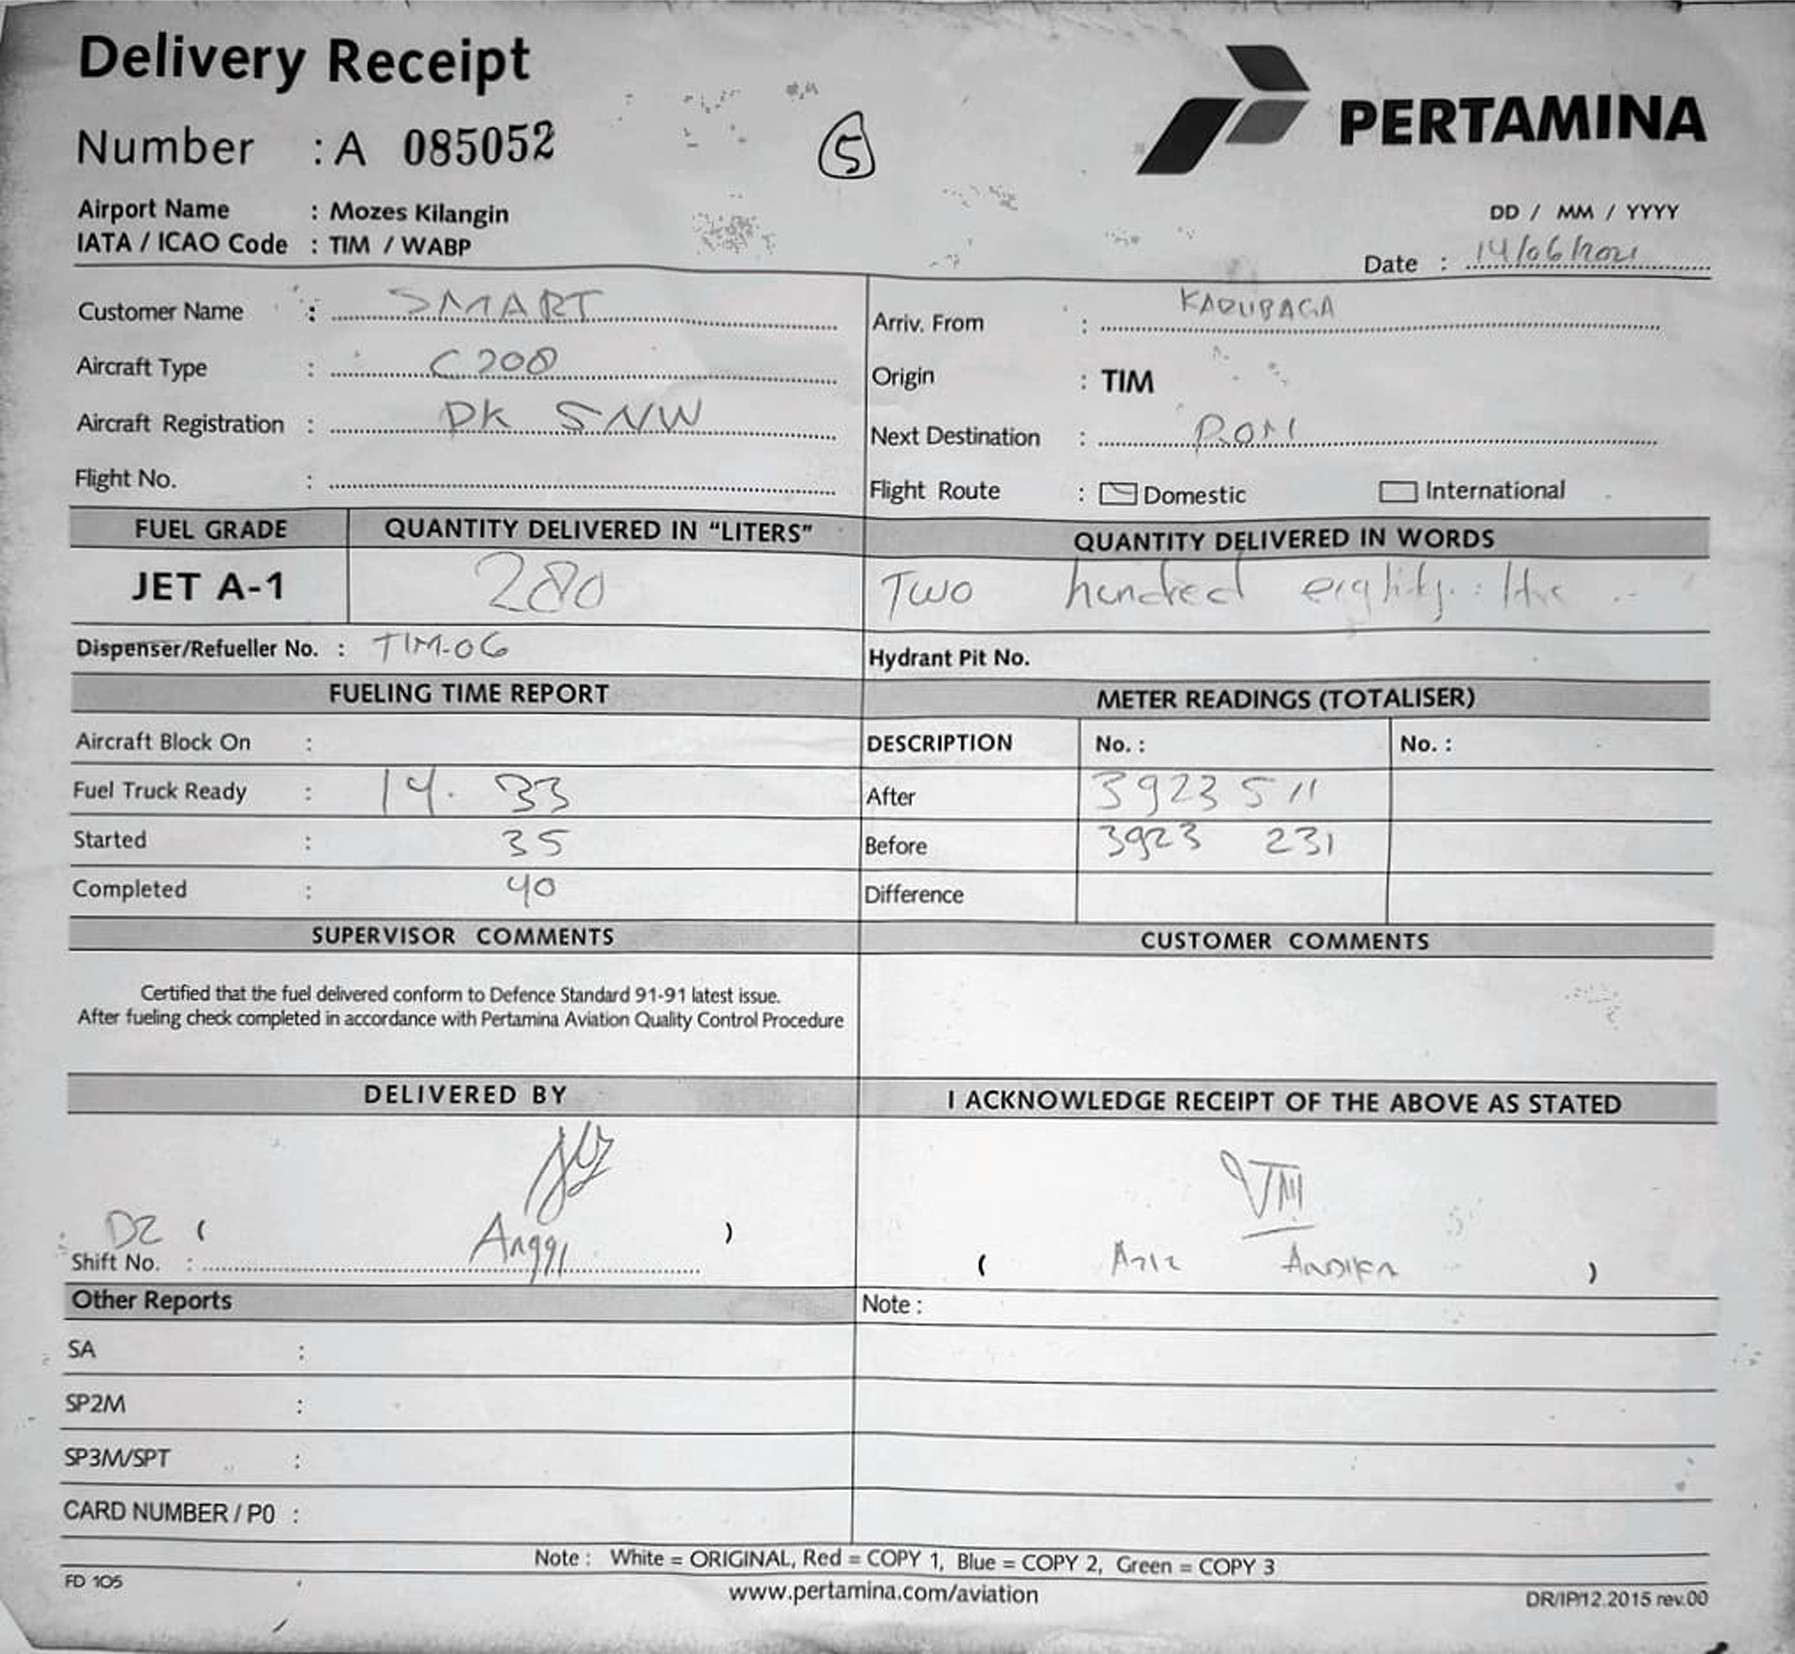 Delivery Receipt
Number : A 085052
5
PERTAMINA
Airport Name : Mozes Kilangin
IATA / ICAO Code : TIM / WABP
DD / MM / YYYY
Date : 14/06/2021
Customer Name : SMART
Arriv. From : KARUBAGA
Aircraft Type : C208
Origin : TIM
Aircraft Registration : PK SNW
Next Destination :
Flight No. :
Flight Route : Domestic International
FUEL GRADE QUANTITY DELIVERED IN "LITERS" QUANTITY DELIVERED IN WORDS
JET A-1 280 Two hundred
Dispenser/Refueller No. : TIM-06 Hydrant Pit No.
FUELING TIME REPORT METER READINGS (TOTALISER)
Aircraft Block On : DESCRIPTION No. : No. :
Fuel Truck Ready : 14. 33 After 3923 511
Started : 35 Before 3923 231
Completed : 40 Difference
SUPERVISOR COMMENTS CUSTOMER COMMENTS
Certified that the fuel delivered conform to Defence Standard 91-91 latest issue.
After fueling check completed in accordance with Pertamina Aviation Quality Control Procedure
DELIVERED BY I ACKNOWLEDGE RECEIPT OF THE ABOVE AS STATED
D2 ( Anggi )
Shift No. :
( Aziz Andika )
Other Reports Note :
SA :
SP2M :
SP3M/SPT :
CARD NUMBER / P0 :
Note : White = ORIGINAL, Red = COPY 1, Blue = COPY 2, Green = COPY 3
FD 105 www.pertamina.com/aviation DR/IP/12.2015 rev.00